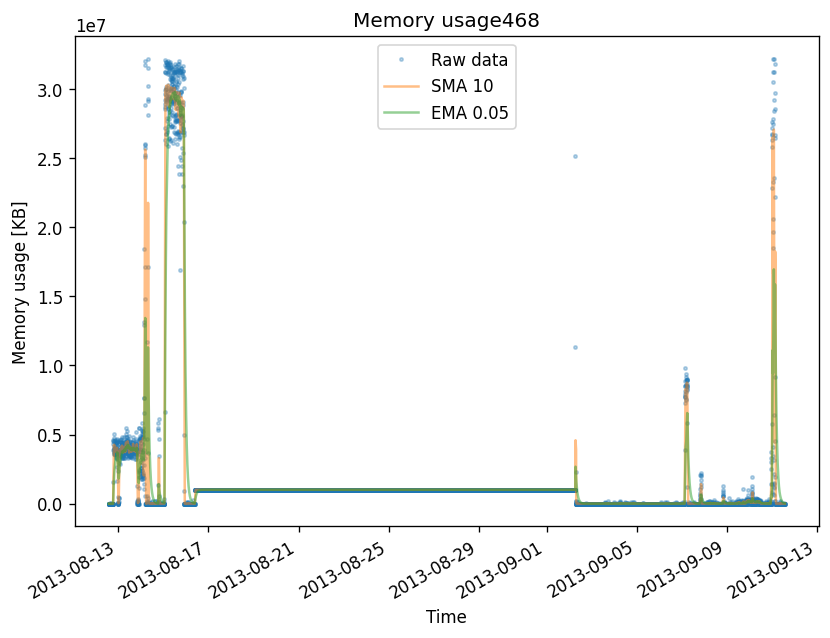 Memory usage468
1e7
Raw data
SMA 10
EMA 0.05
3.0
2.5
2.0
1.5
1.0
0.5
0.0
Memory usage [KB]
2013-08-13
2013-08-17
2013-08-21
2013-08-25
2013-08-29
2013-09-01
2013-09-05
2013-09-09
2013-09-13
Time